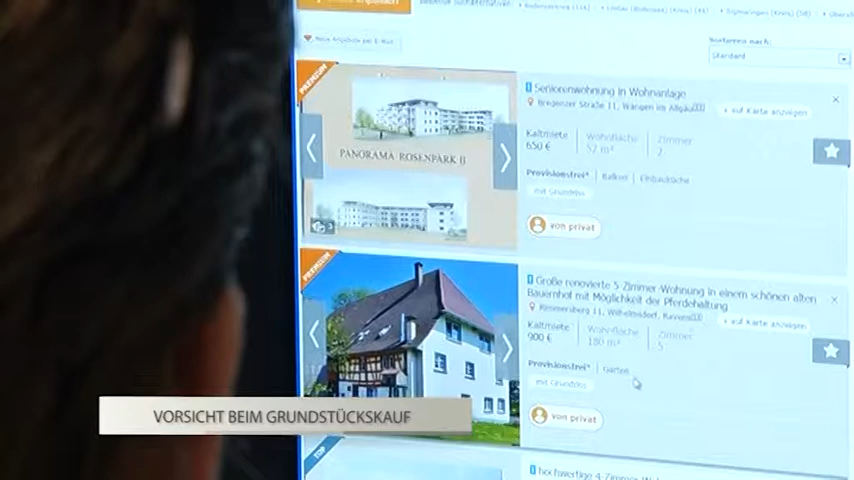 Sortieren nach:
Standard
Neue Angebote per E-Mail
PREMIUM
PANORAMA ROSENPARK II
Seniorenwohnung in Wohnanlage
Bregenzer Straße 11, Wangen im Allgäu
auf Karte anzeigen
Kaltmiete Wohnfläche Zimmer
650 € 52 m² 2
Provisionsfrei* Balkon Einbauküche
mit Grundriss
von privat
PREMIUM
Große renovierte 5 Zimmer-Wohnung in einem schönen alten
Bauernhof mit Möglichkeit der Pferdehaltung
11, Wilhelmsdorf,
auf Karte anzeigen
Kaltmiete Wohnfläche Zimmer
900 € 180 m² 5
Provisionsfrei* Garten
mit Grundriss
von privat
TOP
hochwertige 4-Zimmer
VORSICHT BEIM GRUNDSTÜCKSKAUF